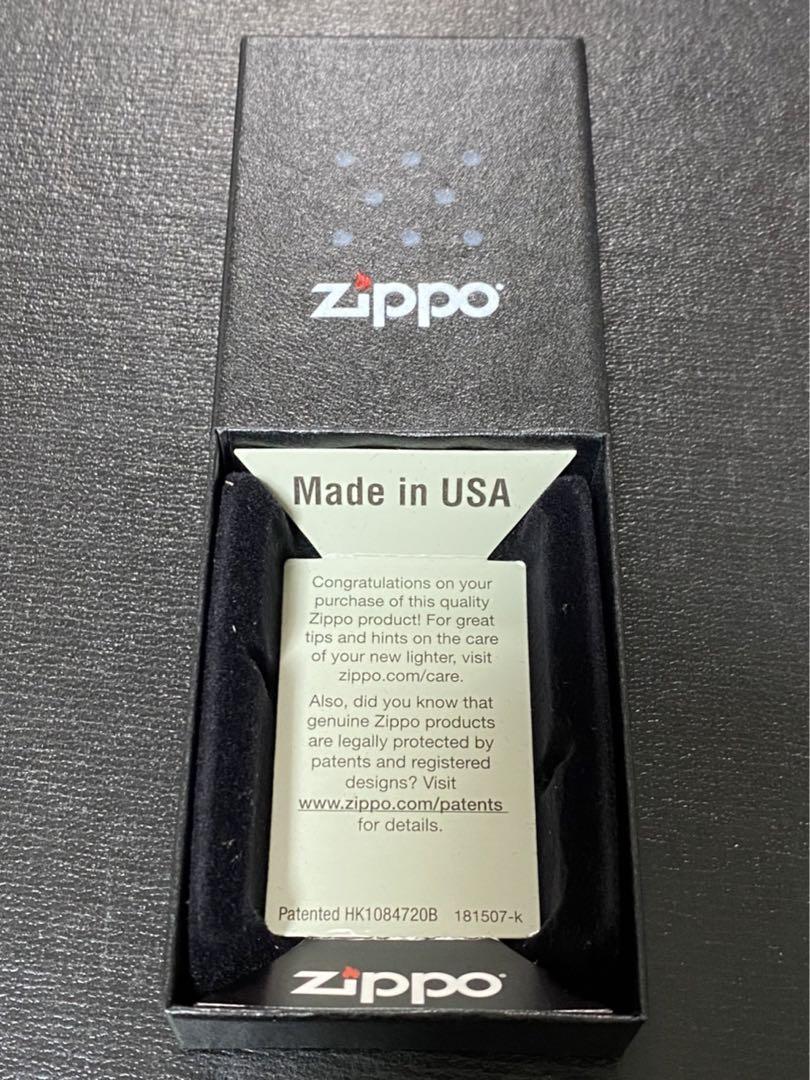 zippo
Made in USA
Congratulations on your
purchase of this quality
Zippo product! For great
tips and hints on the care
of your new lighter, visit
zippo.com/care.
Also, did you know that
genuine Zippo products
are legally protected by
patents and registered
designs? Visit
www.zippo.com/patents
for details.
Patented HK1084720B 181507-k
zippo